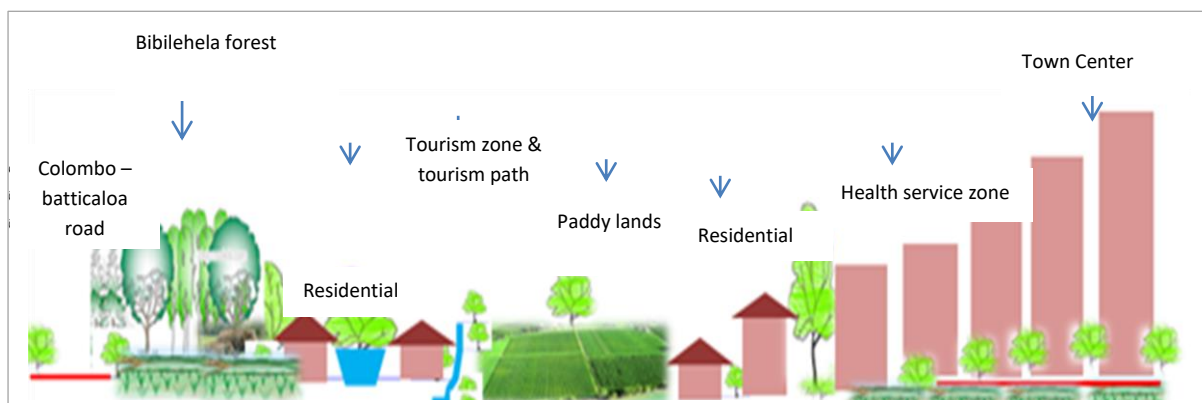 Bibilehela forest
Town Center
Colombo –
batticaloa
road
Tourism zone &
tourism path
Health service zone
Paddy lands
Residential
Residential